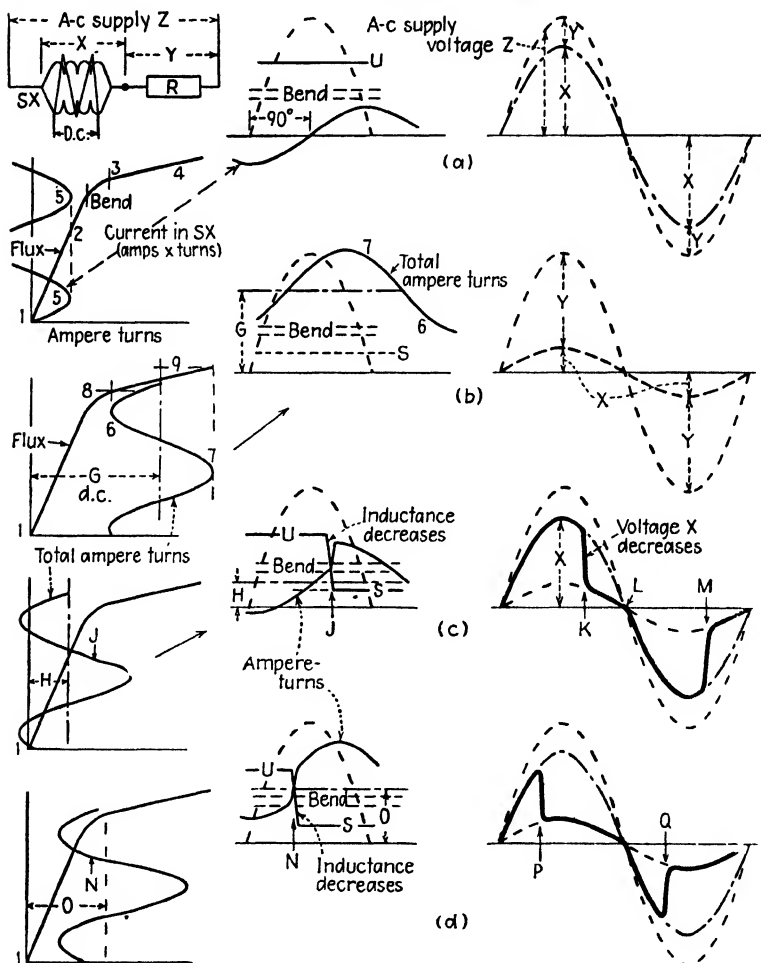 A-c supply Z
X
Y
SX
R
D.c.
A-c supply
voltage Z
U
Bend
90°
Y
X
X
Y
(a)
5
3
4
Bend
2
Flux
Current in SX
(amps x turns)
5
1
Ampere turns
7
Total
ampere turns
G
Bend
6
S
Y
X
Y
(b)
9
8
6
Flux
G
d.c.
7
1
Total ampere turns
U
Inductance
decreases
Bend
H
S
J
X
Voltage X
decreases
L
M
K
(c)
J
H
1
Ampere-
turns
U
Bend
O
S
N
Inductance
decreases
P
Q
(d)
N
O
1